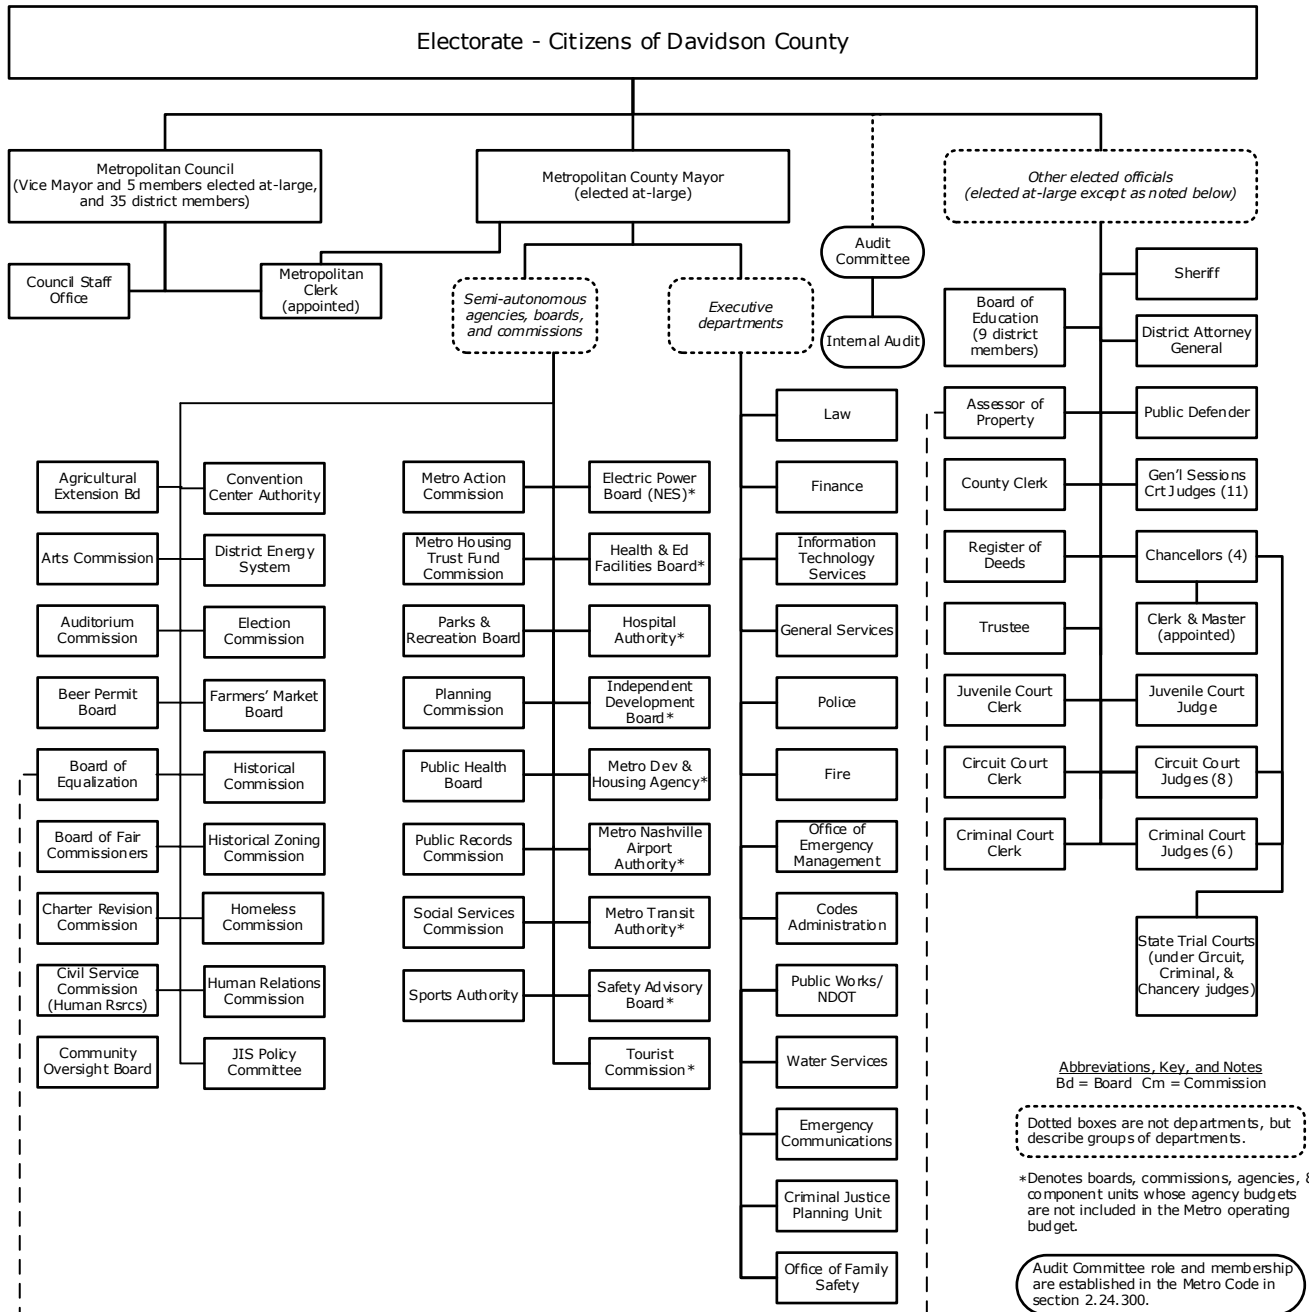 Electorate - Citizens of Davidson County
Metropolitan Council
(Vice Mayor and 5 members elected at-large,
and 35 district members)
Metropolitan County Mayor
(elected at-large)
Other elected officials
(elected at-large except as noted below)
Council Staff
Office
Metropolitan
Clerk
(appointed)
Semi-autonomous
agencies, boards,
and commissions
Executive
departments
Audit
Committee
Internal Audit
Agricultural
Extension Bd
Convention
Center Authority
Arts Commission
District Energy
System
Auditorium
Commission
Election
Commission
Beer Permit
Board
Farmers' Market
Board
Board of
Equalization
Historical
Commission
Board of Fair
Commissioners
Historical Zoning
Commission
Charter Revision
Commission
Homeless
Commission
Civil Service
Commission
(Human Rsrcs)
Human Relations
Commission
Community
Oversight Board
JIS Policy
Committee
Metro Action
Commission
Electric Power
Board (NES)*
Metro Housing
Trust Fund
Commission
Health & Ed
Facilities Board*
Parks &
Recreation Board
Hospital
Authority*
Planning
Commission
Independent
Development
Board*
Public Health
Board
Metro Dev &
Housing Agency*
Public Records
Commission
Metro Nashville
Airport
Authority*
Social Services
Commission
Metro Transit
Authority*
Sports Authority
Safety Advisory
Board*
Tourist
Commission*
Law
Finance
Information
Technology
Services
General Services
Police
Fire
Office of
Emergency
Management
Codes
Administration
Public Works/
NDOT
Water Services
Emergency
Communications
Criminal Justice
Planning Unit
Office of Family
Safety
Sheriff
Board of
Education
(9 district
members)
District Attorney
General
Assessor of
Property
Public Defender
County Clerk
Gen'l Sessions
Crt Judges (11)
Register of
Deeds
Chancellors (4)
Trustee
Clerk & Master
(appointed)
Juvenile Court
Clerk
Juvenile Court
Judge
Circuit Court
Clerk
Circuit Court
Judges (8)
Criminal Court
Clerk
Criminal Court
Judges (6)
State Trial Courts
(under Circuit,
Criminal, &
Chancery judges)
Abbreviations, Key, and Notes
Bd = Board Cm = Commission
Dotted boxes are not departments, but
describe groups of departments.
*Denotes boards, commissions, agencies, &
component units whose agency budgets
are not included in the Metro operating
budget.
Audit Committee role and membership
are established in the Metro Code in
section 2.24.300.